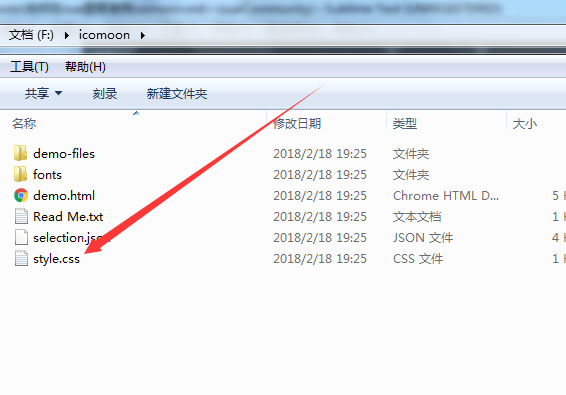 文档 (F:) icomoon
工具(T) 帮助(H)
共享 刻录 新建文件夹
名称 修改日期 类型 大小
demo-files 2018/2/18 19:25 文件夹
fonts 2018/2/18 19:25 文件夹
demo.html 2018/2/18 19:25 Chrome HTML D... 5
Read Me.txt 2018/2/18 19:25 文本文档 1
selection.js 2018/2/18 19:25 JSON 文件 4
style.css 2018/2/18 19:25 CSS 文件 1